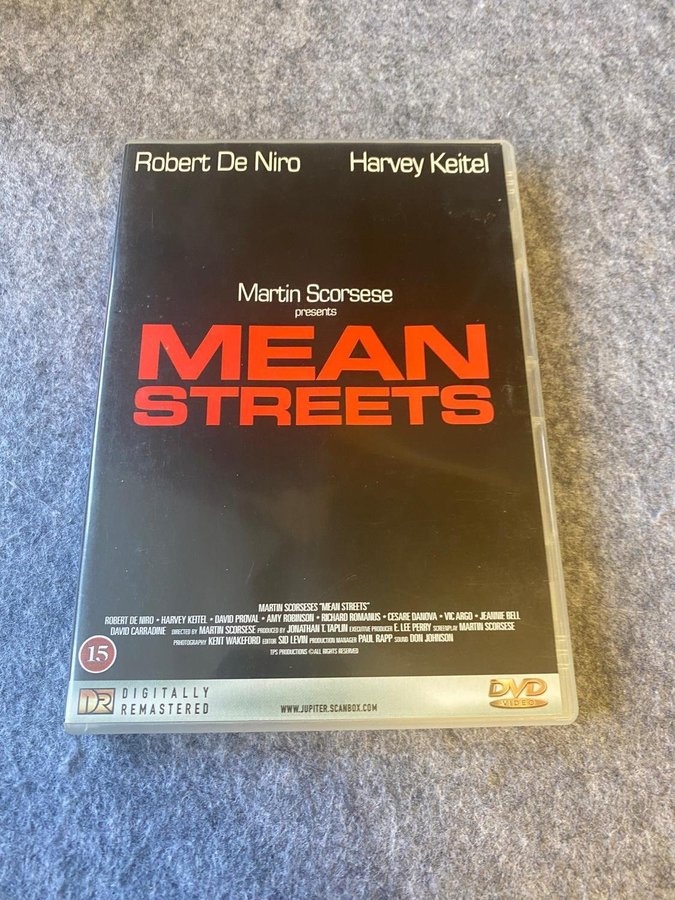 Robert De Niro Harvey Keitel
Martin Scorsese
presents
MEAN
STREETS
MARTIN SCORSESES "MEAN STREETS"
ROBERT DE NIRO • HARVEY KEITEL • DAVID PROVAL • AMY ROBINSON • RICHARD ROMANUS • CESARE DANOVA • VIC ARGO • JEANNIE BELL
DAVID CARRADINE DIRECTED BY MARTIN SCORSESE PRODUCED BY JONATHAN T. TAPLIN EXECUTIVE PRODUCER E. LEE PERRY SCREENPLAY MARTIN SCORSESE
PRHOTOGRAPHY KENT WAKEFORD EDITOR SID LEVIN PRODUCTION MANAGER PAUL RAPP SOUND DON JOHNSON
TPS PRODUCTIONS ©ALL RIGHTS RESERVED
15
DR DIGITALLY
REMASTERED
WWW.JUPITER.SCANBOX.COM
DVD
VIDEO